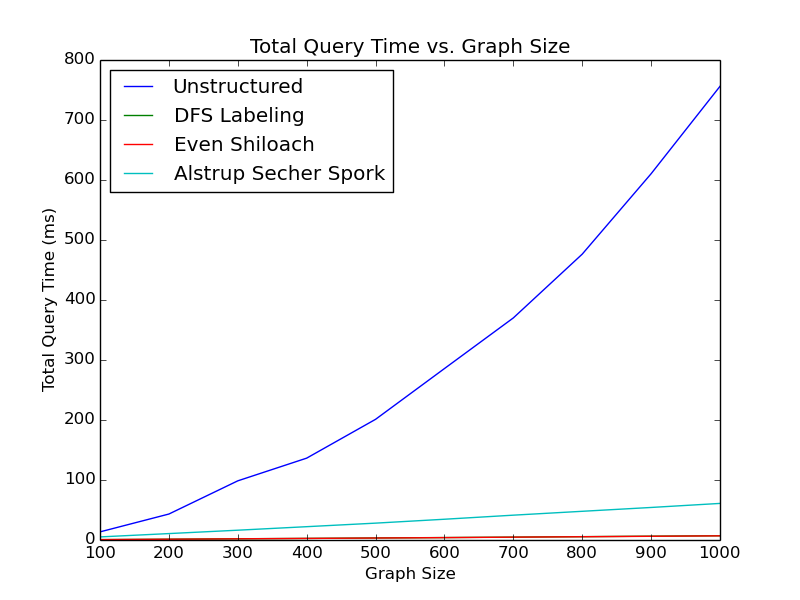 Total Query Time vs. Graph Size
800
700
600
500
400
300
200
100
0
Total Query Time (ms)
Unstructured
DFS Labeling
Even Shiloach
Alstrup Secher Spork
100 200 300 400 500 600 700 800 900 1000
Graph Size